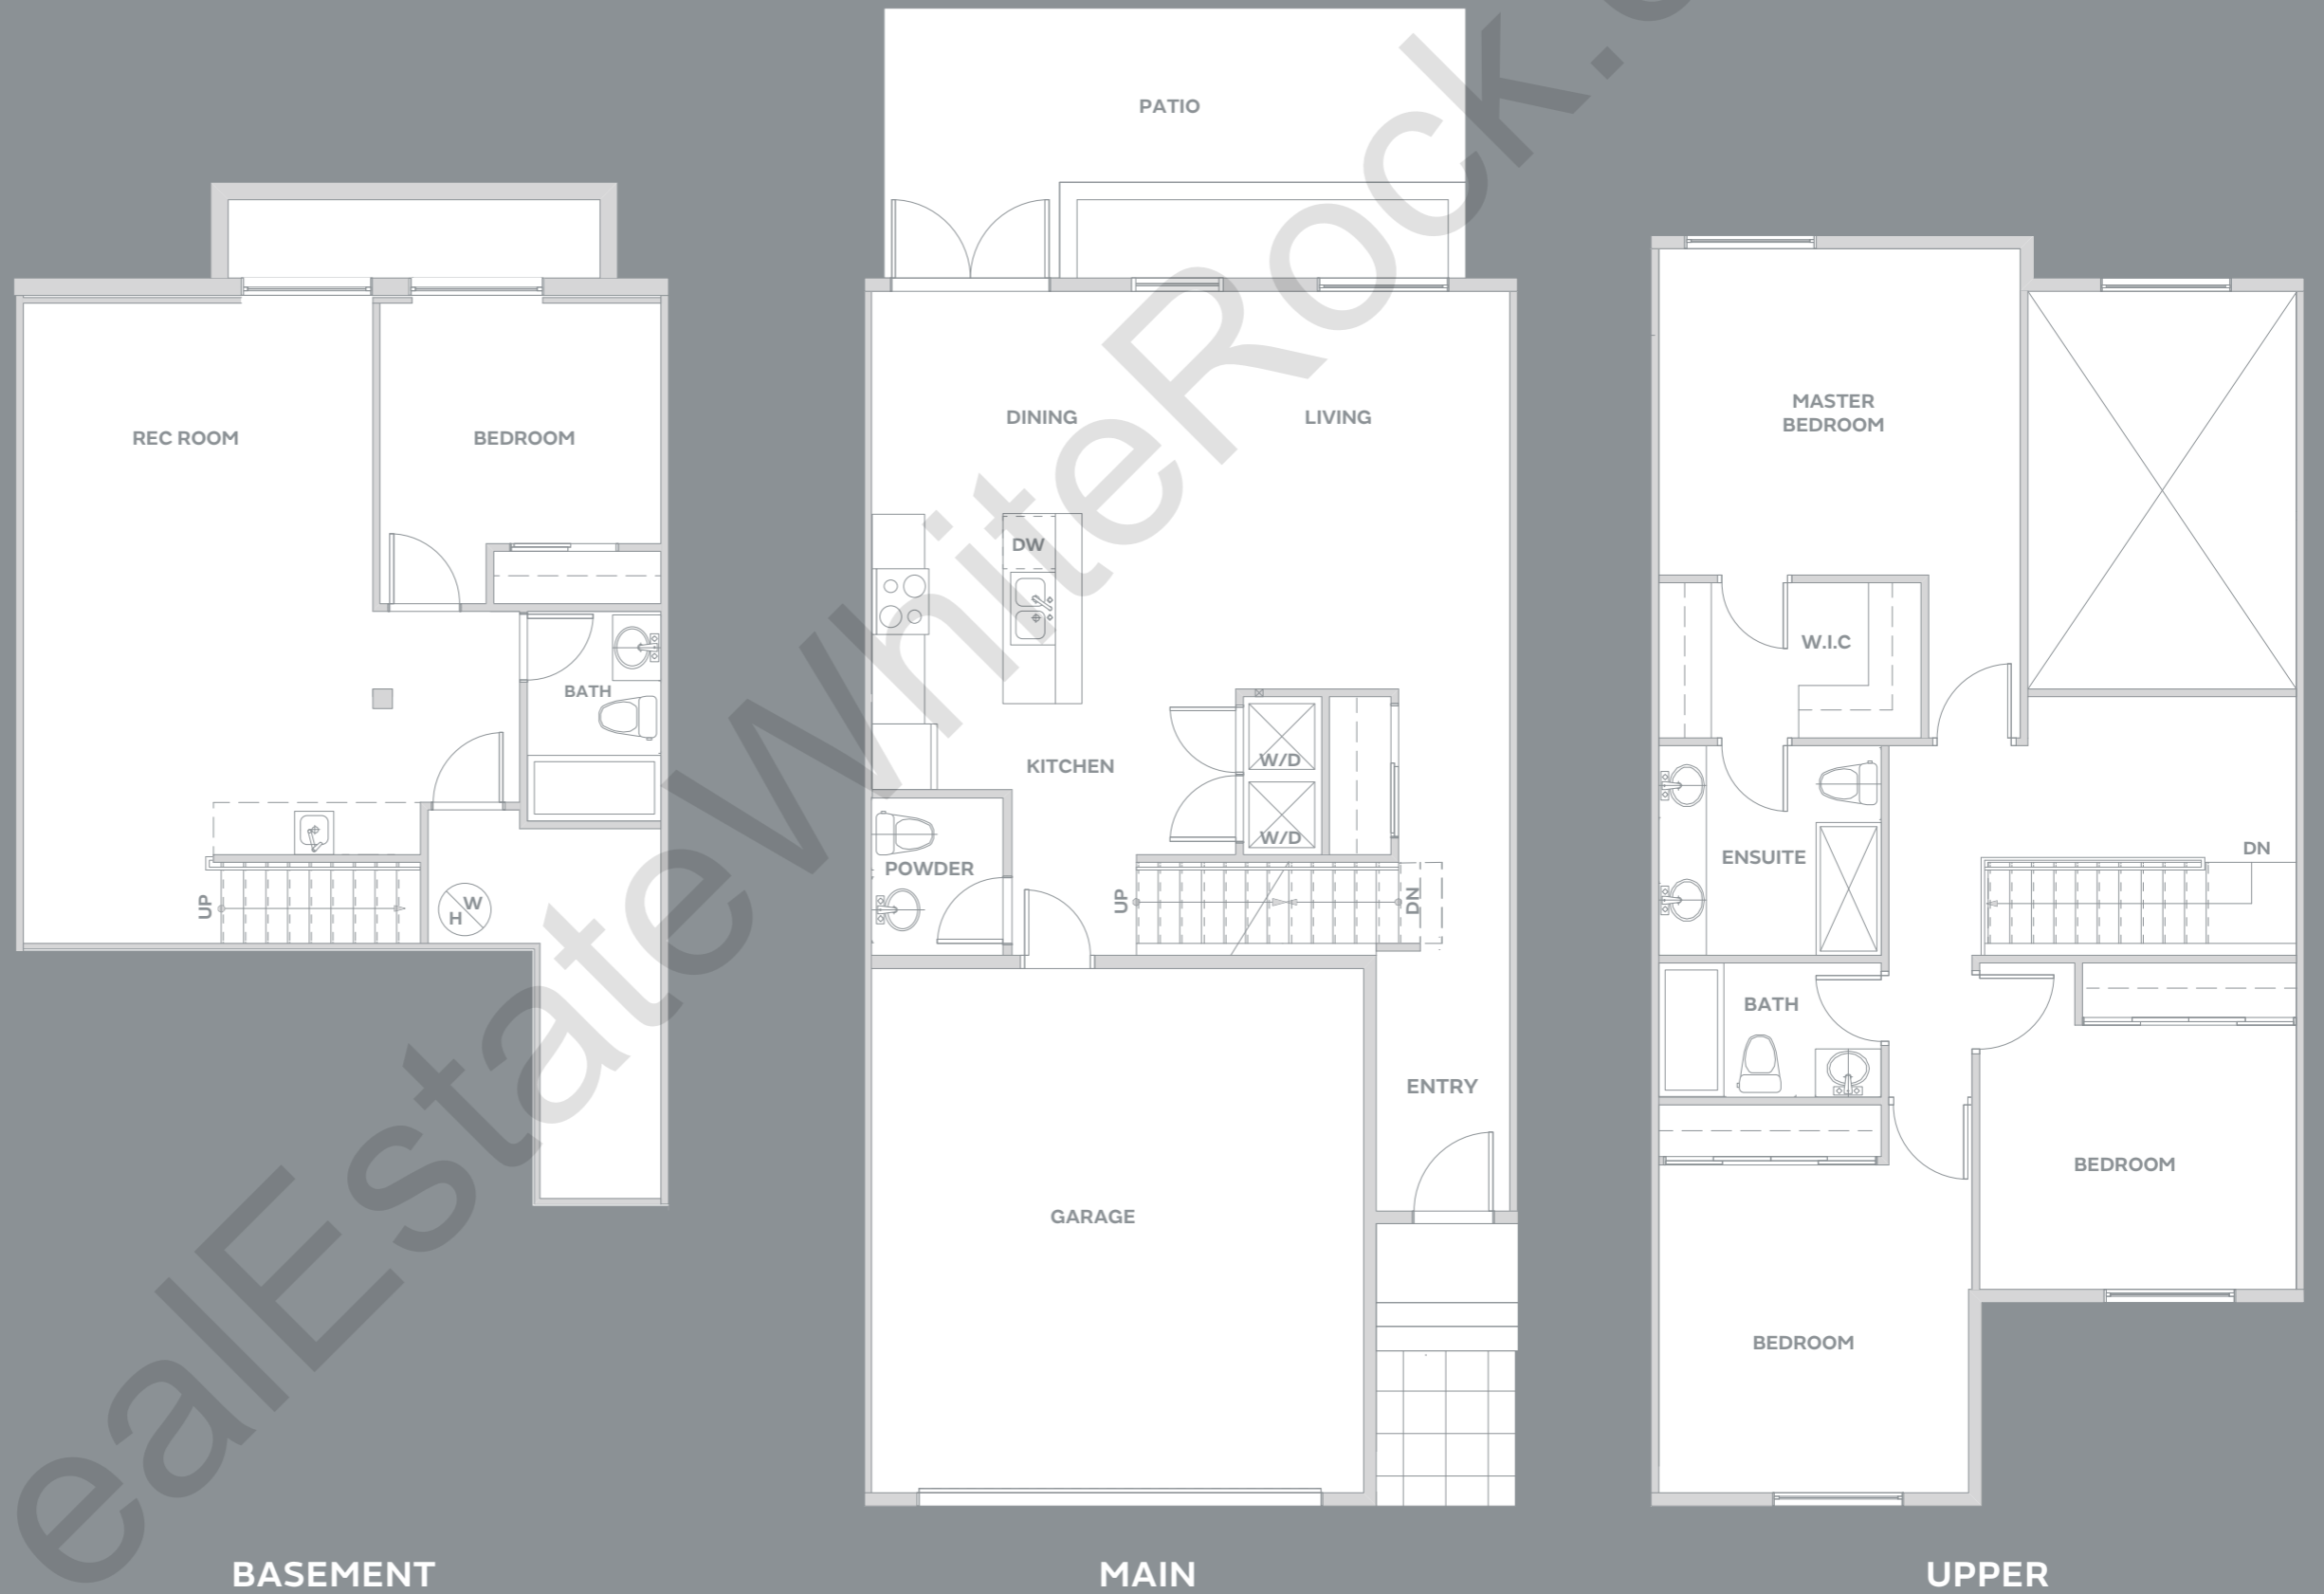 REC ROOM
BEDROOM
BATH
UP
W
H
BASEMENT
PATIO
DINING
LIVING
DW
KITCHEN
W/D
W/D
POWDER
UP
DN
ENTRY
GARAGE
MAIN
MASTER
BEDROOM
W.I.C
ENSUITE
DN
BATH
BEDROOM
BEDROOM
UPPER
ealEstateWhiteRock.